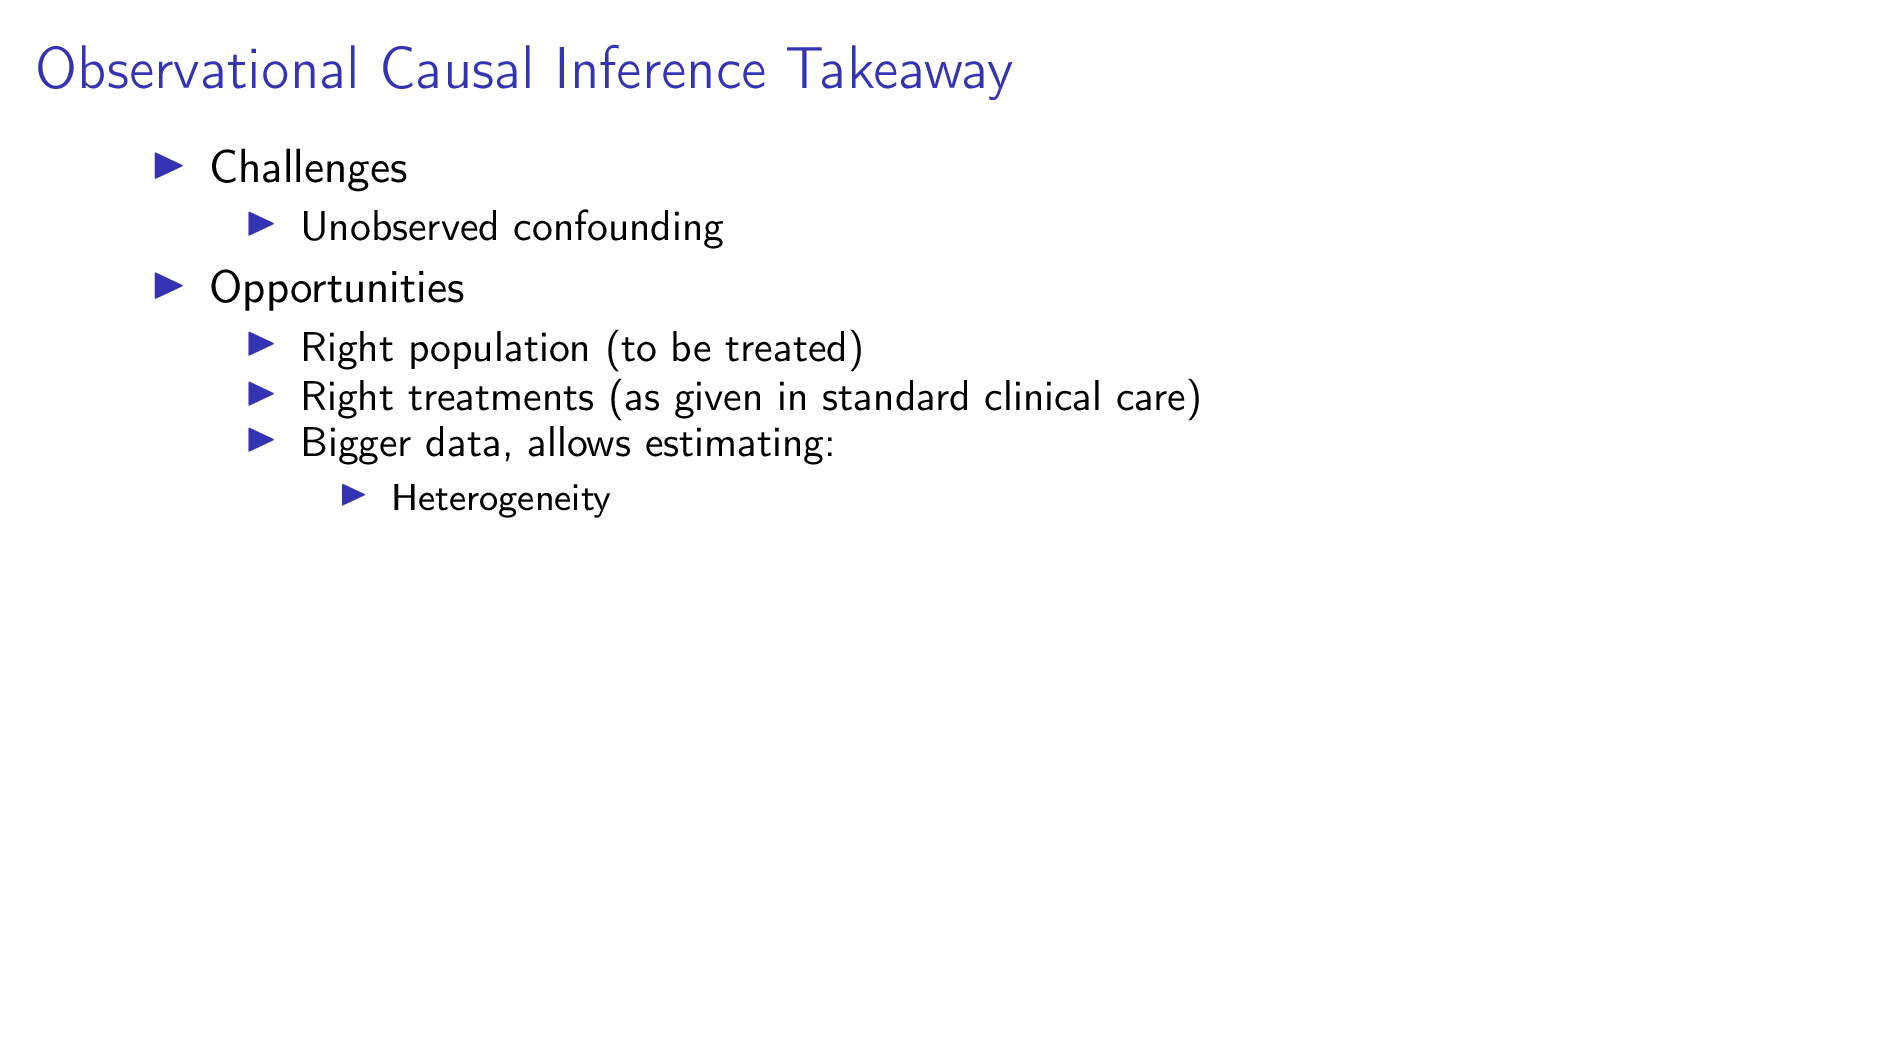 Observational Causal Inference Takeaway
Challenges
Unobserved confounding
Opportunities
Right population (to be treated)
Right treatments (as given in standard clinical care)
Bigger data, allows estimating:
Heterogeneity